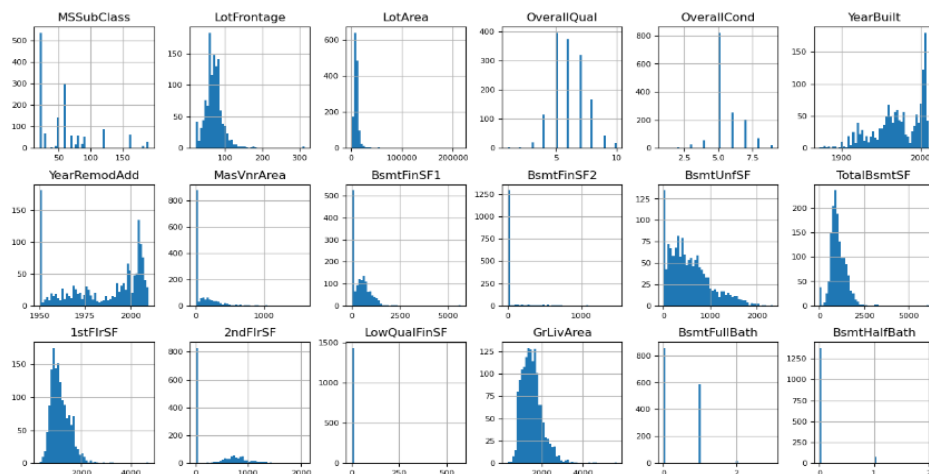 MSSubClass LotFrontage LotArea OverallQual OverallCond YearBuilt
500 400 300 200 100 0 50 100 150
150 100 50 0 100 200 300
600 400 200 0 0 100000 200000
400 300 200 100 0 5 10
800 600 400 200 0 2.5 5.0 7.5
150 100 50 0 1900 200
YearRemodAdd MasVnrArea BsmtFinSF1 BsmtFinSF2 BsmtUnfSF TotalBsmtSF
150 100 50 0 1950 1975 2000
800 600 400 200 0 0 1000
500 400 300 200 100 0 0 2500 5000
1250 1000 750 500 250 0 0 500 1000
125 100 75 50 25 0 0 1000 2000
200 150 100 50 0 0 2500 5000
1stFlrSF 2ndFlrSF LowQualFinSF GrLivArea BsmtFullBath BsmtHalfBath
150 100 50 0 2000 4000
800 600 400 200 0 0 1000 2000
1500 1000 500 0 0 250 500
125 100 75 50 25 0 2000 4000
800 600 400 200 0 0 1 2
1250 1000 750 500 250 0 0 1